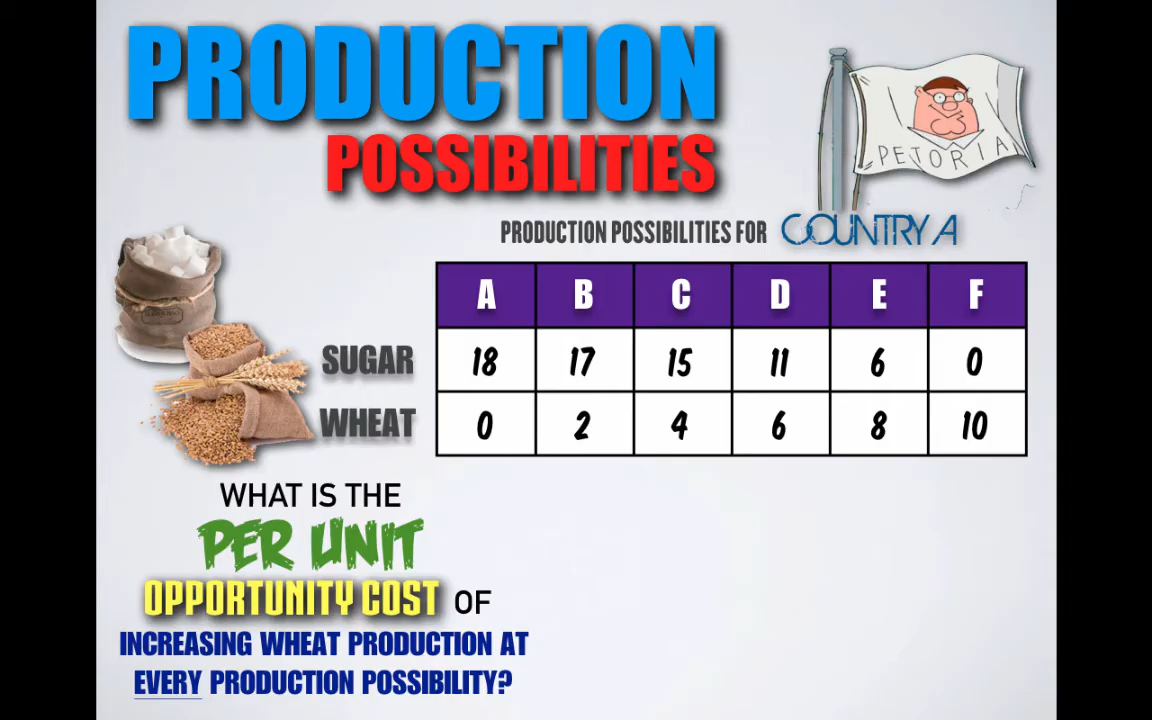 PRODUCTION
POSSIBILITIES
PETORIA
PRODUCTION POSSIBILITIES FOR COUNTRY A
A B C D E F
SUGAR 18 17 15 11 6 0
WHEAT 0 2 4 6 8 10
WHAT IS THE
PER UNIT
OPPORTUNITY COST OF
INCREASING WHEAT PRODUCTION AT
EVERY PRODUCTION POSSIBILITY?